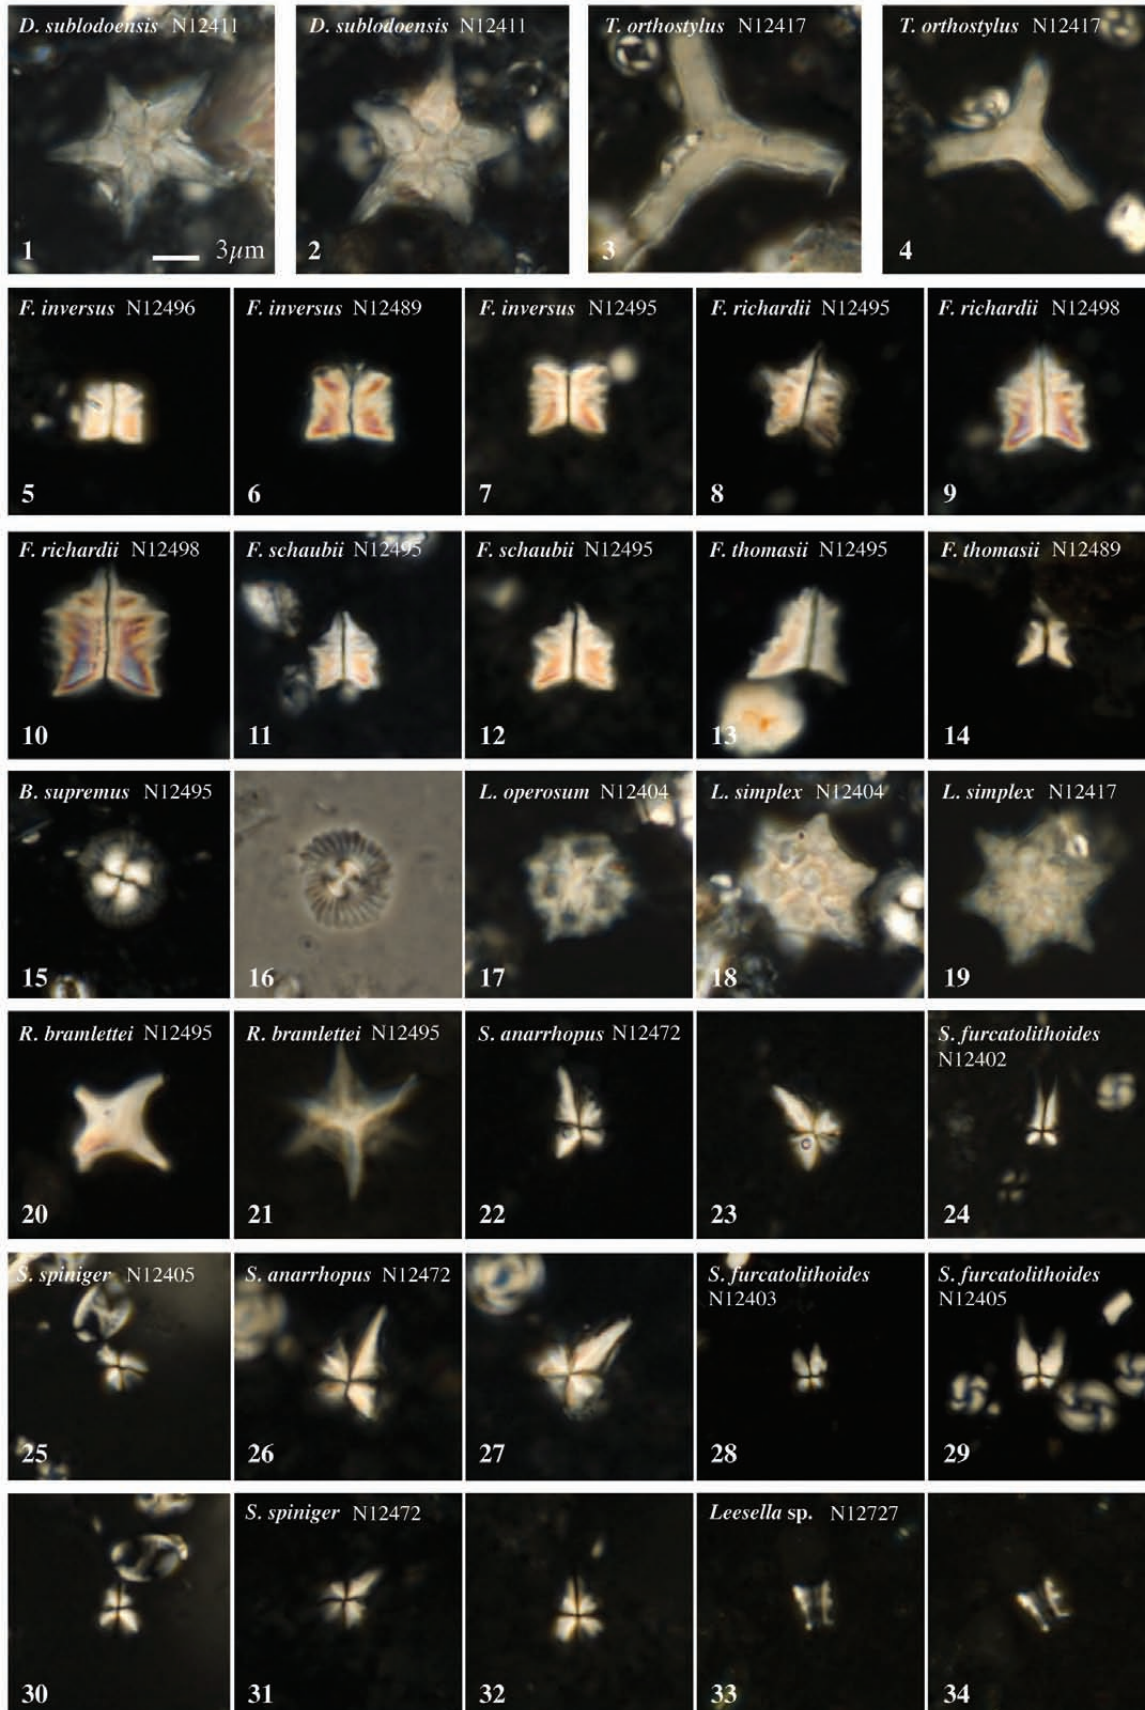 D. sublodoensis N12411
D. sublodoensis N12411
T. orthostylus N12417
T. orthostylus N12417
1
3μm
2
3
4
F. inversus N12496
F. inversus N12489
F. inversus N12495
F. richardii N12495
F. richardii N12498
5
6
7
8
9
F. richardii N12498
F. schaubii N12495
F. schaubii N12495
F. thomasii N12495
F. thomasii N12489
10
11
12
13
14
B. supremus N12495
L. operosum N12404
L. simplex N12404
L. simplex N12417
15
16
17
18
19
R. bramlettei N12495
R. bramlettei N12495
S. anarrhopus N12472
S. furcatolithoides
N12402
20
21
22
23
24
S. spiniger N12405
S. anarrhopus N12472
S. furcatolithoides
N12403
S. furcatolithoides
N12405
25
26
27
28
29
S. spiniger N12472
Leesella sp. N12727
30
31
32
33
34